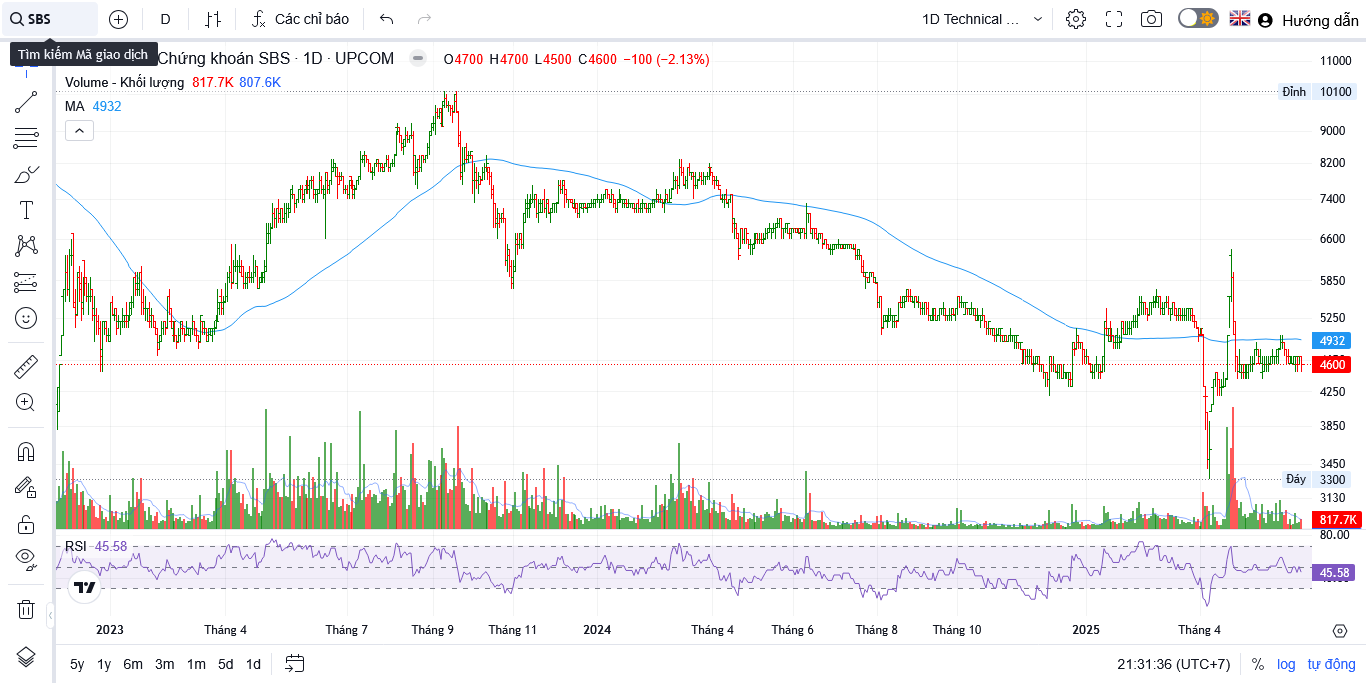 SBS D Các chỉ báo 1D Technical ... Hướng dẫn
Tìm kiếm Mã giao dịch
Chứng khoán SBS · 1D · UPCOM O4700 H4700 L4500 C4600 −100 (−2.13%)
Volume - Khối lượng 817.7K 807.6K
MA 4932
11000
Đỉnh 10100
9000
8200
7400
6600
5850
5250
4932
4600
4250
3850
3450
Đáy 3300
3130
817.7K
80.00
RSI 45.58
45.58
2023 Tháng 4 Tháng 7 Tháng 9 Tháng 11 2024 Tháng 4 Tháng 6 Tháng 8 Tháng 10 2025 Tháng 4
5y 1y 6m 3m 1m 5d 1d 21:31:36 (UTC+7) % log tự động